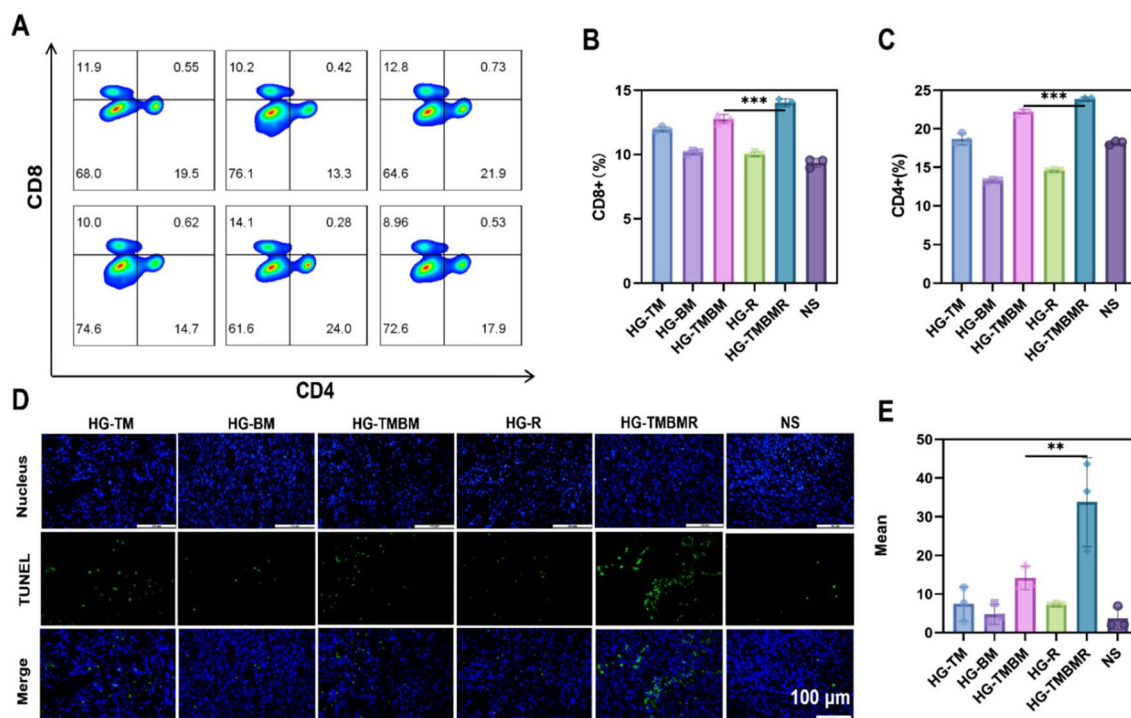 A
CD8
11.9 0.55
68.0 19.5
10.2 0.42
76.1 13.3
12.8 0.73
64.6 21.9
10.0 0.62
74.6 14.7
14.1 0.28
61.6 24.0
8.96 0.53
72.6 17.9
CD4
B
CD8+(%)
15
10
5
0
***
HG-TM
HG-BM
HG-TMBM
HG-R
HG-TMBMR
NS
C
CD4+(%)
25
20
15
10
5
0
***
HG-TM
HG-BM
HG-TMBM
HG-R
HG-TMBMR
NS
D
HG-TM HG-BM HG-TMBM HG-R HG-TMBMR NS
Nucleus
TUNEL
Merge
100 μm
E
Mean
50
40
30
20
10
0
**
HG-TM
HG-BM
HG-TMBM
HG-R
HG-TMBMR
NS